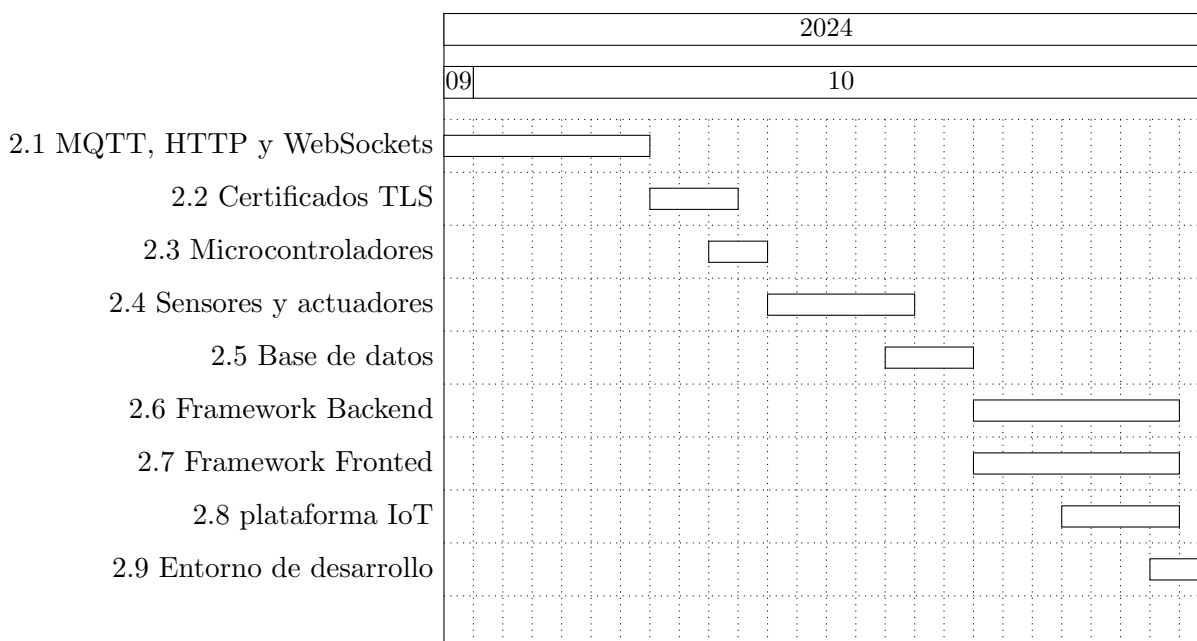 2024
09 10
2.1 MQTT, HTTP y WebSockets
2.2 Certificados TLS
2.3 Microcontroladores
2.4 Sensores y actuadores
2.5 Base de datos
2.6 Framework Backend
2.7 Framework Fronted
2.8 plataforma IoT
2.9 Entorno de desarrollo